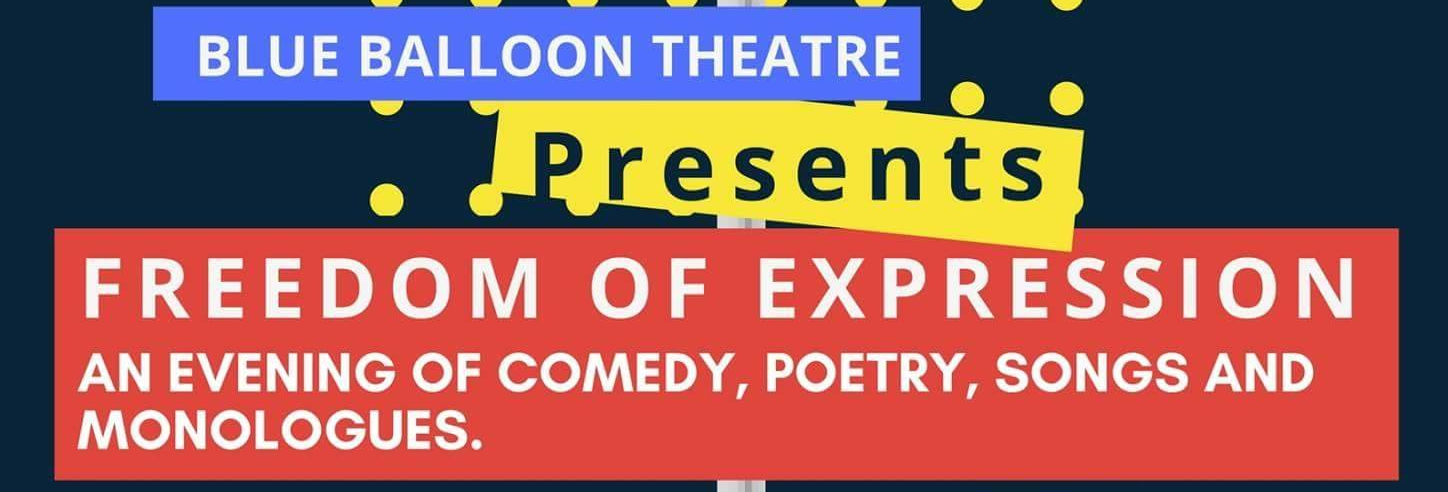 BLUE BALLOON THEATRE
Presents
FREEDOM OF EXPRESSION
AN EVENING OF COMEDY, POETRY, SONGS AND
MONOLOGUES.